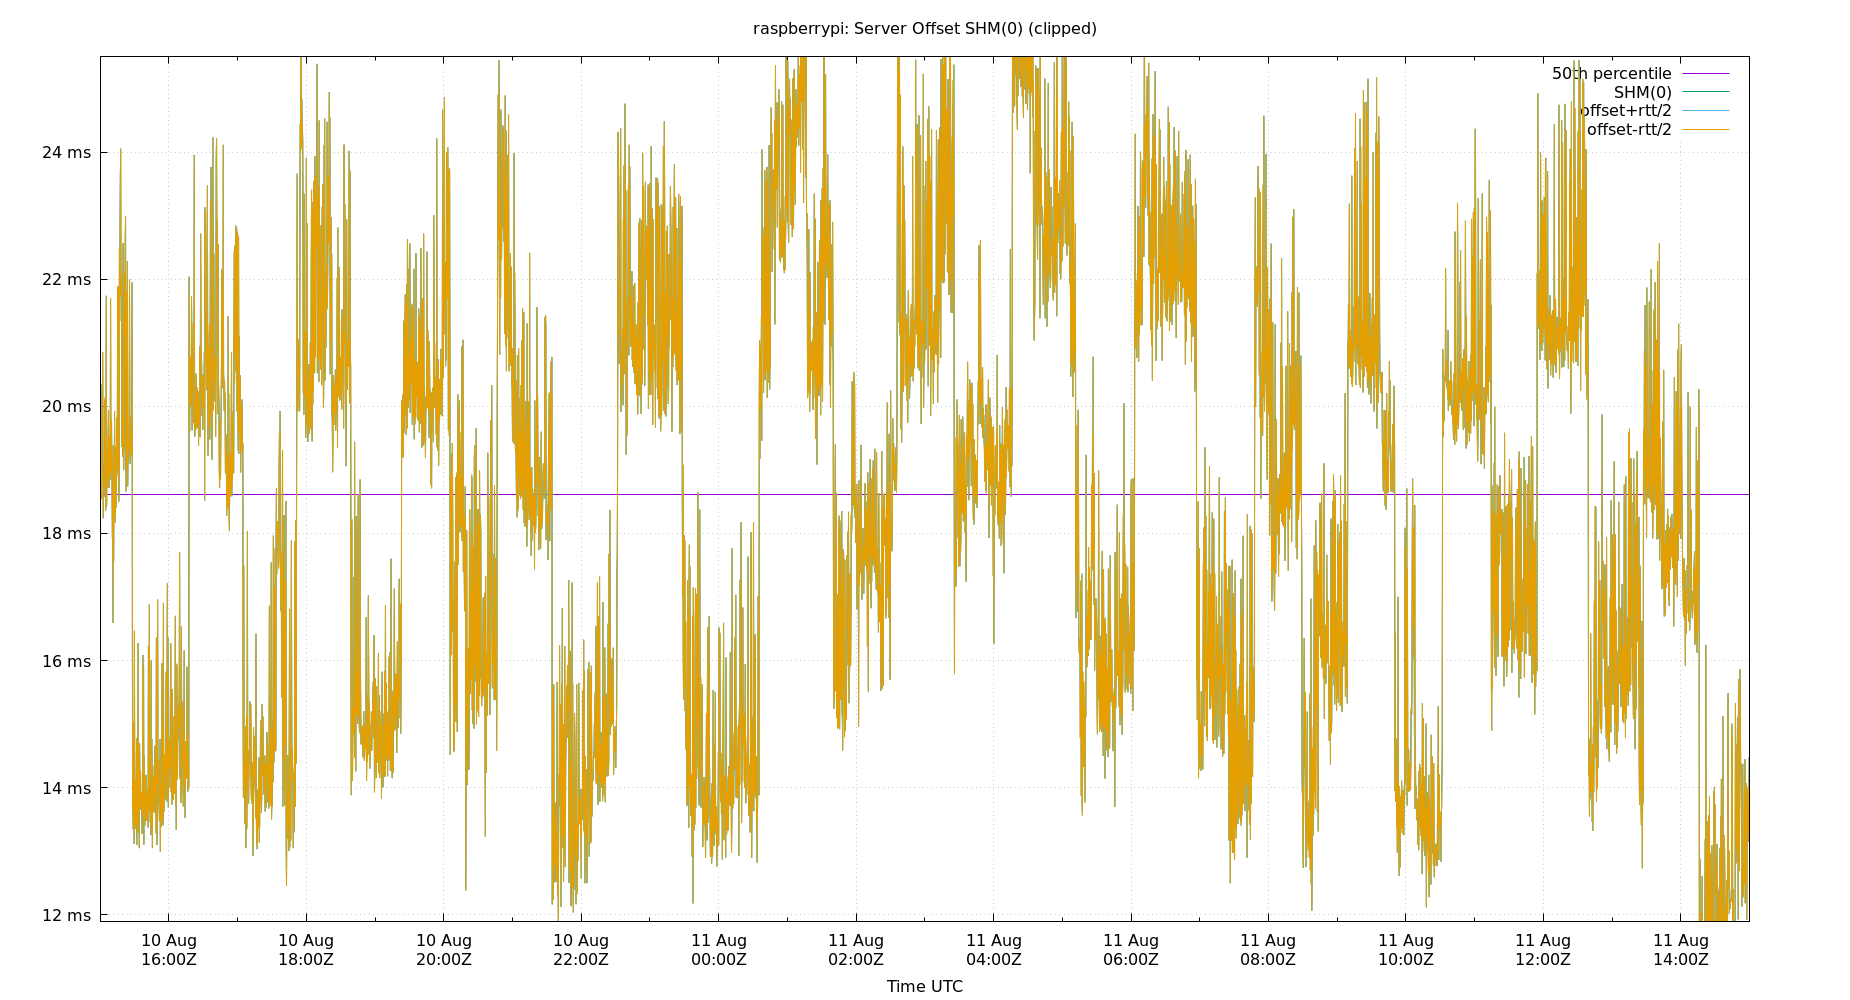 raspberrypi: Server Offset SHM(0) (clipped)
50th percentile
SHM(0)
offset+rtt/2
offset-rtt/2
24 ms
22 ms
20 ms
18 ms
16 ms
14 ms
12 ms
10 Aug 10 Aug 10 Aug 10 Aug 11 Aug 11 Aug 11 Aug 11 Aug 11 Aug 11 Aug 11 Aug 11 Aug
16:00Z 18:00Z 20:00Z 22:00Z 00:00Z 02:00Z 04:00Z 06:00Z 08:00Z 10:00Z 12:00Z 14:00Z
Time UTC